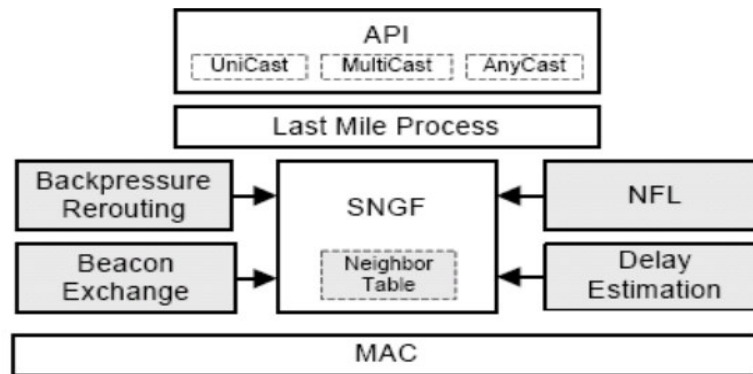 API
UniCast MultiCast AnyCast
Last Mile Process
Backpressure
Rerouting
SNGF
NFL
Beacon
Exchange
Neighbor
Table
Delay
Estimation
MAC